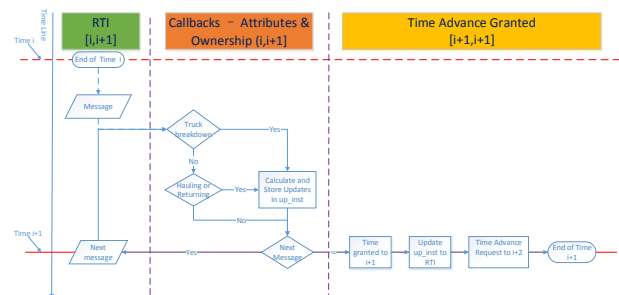 RTI
[i,i+1]
Callbacks – Attributes &
Ownership (i,i+1]
Time Advance Granted
[i+1,i+1]
Time Line
Time i
End of Time i
Message
Truck
breakdown
Yes
No
Hauling or
Returning
Yes
Calculate and
Store Updates
in up_inst
No
Time i+1
Next
message
Yes
Next
Message
Time
granted to
i+1
Update
up_inst to
RTI
Time Advance
Request to i+2
End of Time
i+1